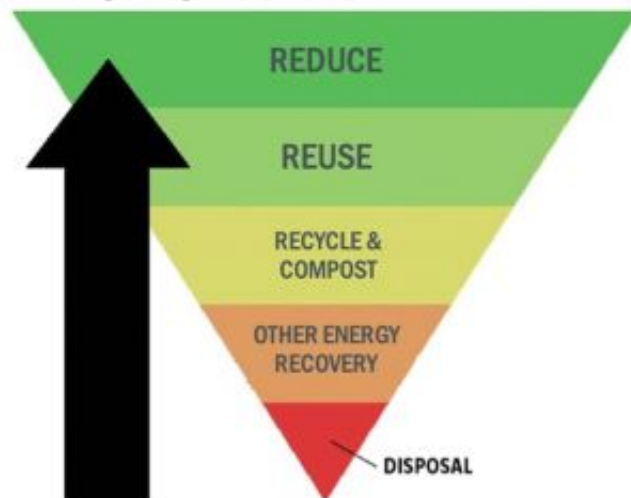 REDUCE
REUSE
RECYCLE &
COMPOST
OTHER ENERGY
RECOVERY
DISPOSAL